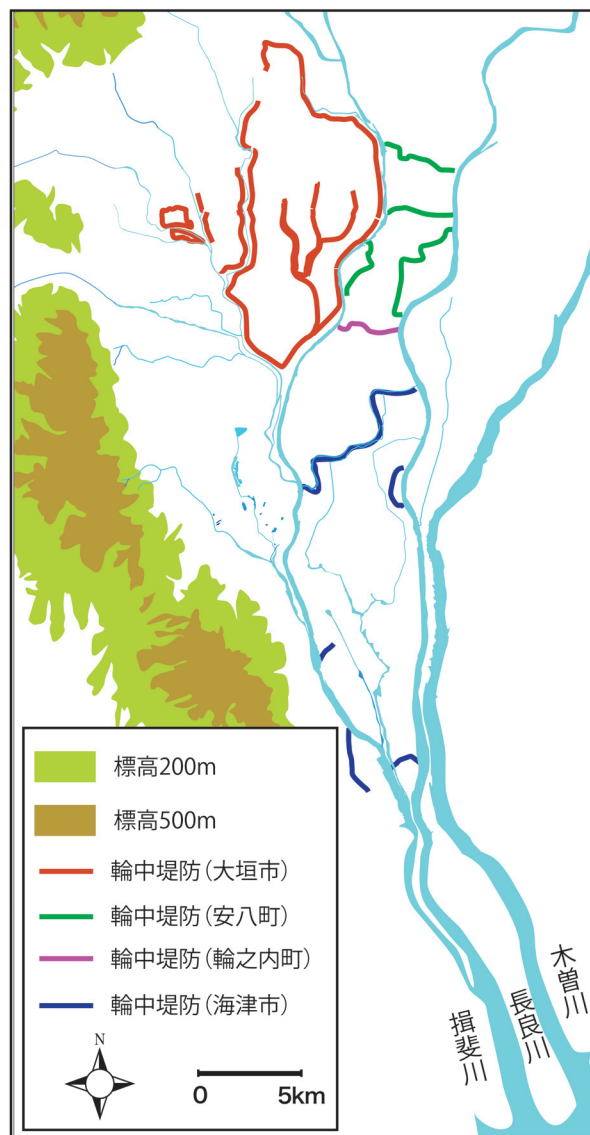 標高200m
標高500m
輪中堤防（大垣市）
輪中堤防（安八町）
輪中堤防（輪之内町）
輪中堤防（海津市）
N
0 5km
揖斐川
長良川
木曽川